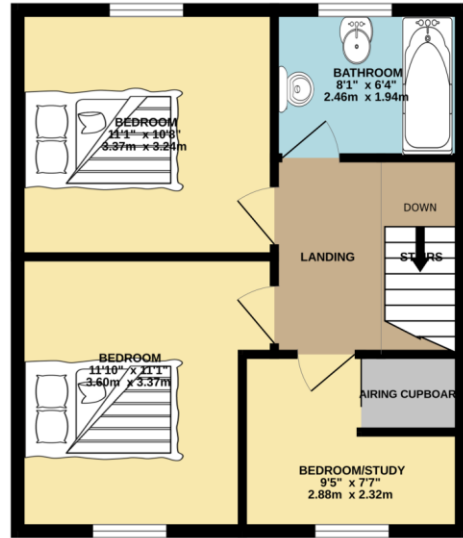 BATHROOM
8'1" x 6'4"
2.46m x 1.94m
BEDROOM
11'1" x 10'8"
3.37m x 3.24m
DOWN
LANDING
STAIRS
BEDROOM
11'10" x 11'1"
3.60m x 3.37m
AIRING CUPBOAR
BEDROOM/STUDY
9'5" x 7'7"
2.88m x 2.32m